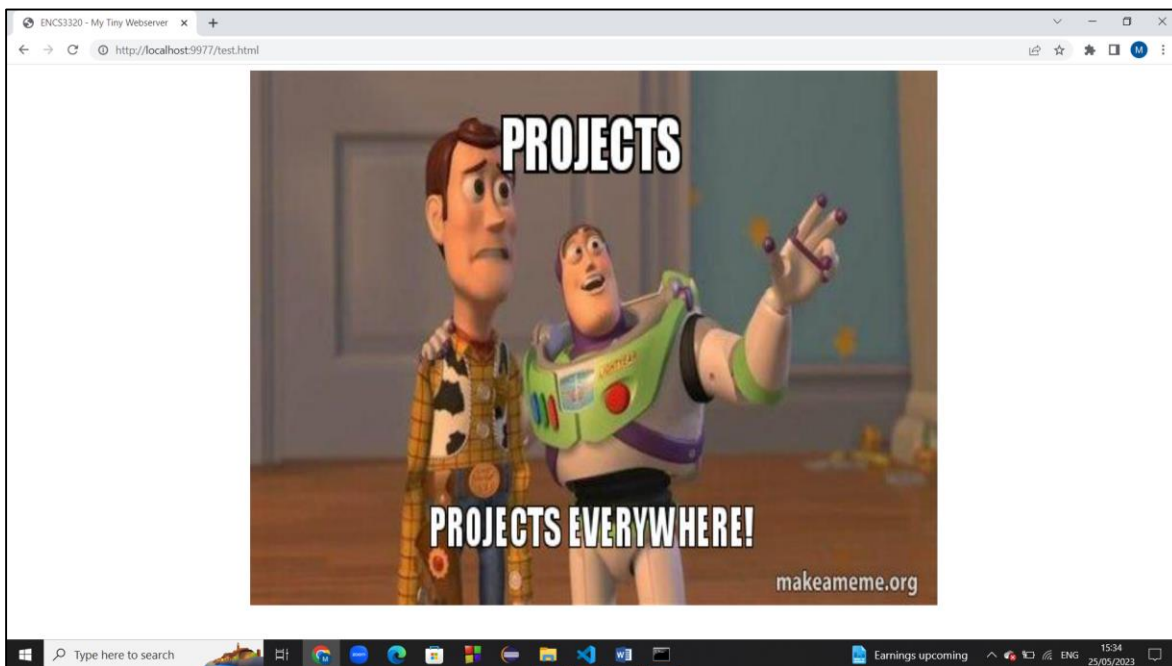 ENCS3320 - My Tiny Webserver
http://localhost:9977/test.html
M
PROJECTS
LIGHTYEAR
PROJECTS EVERYWHERE!
makeameme.org
Type here to search
Earnings upcoming
ENG
15:34
25/05/2023